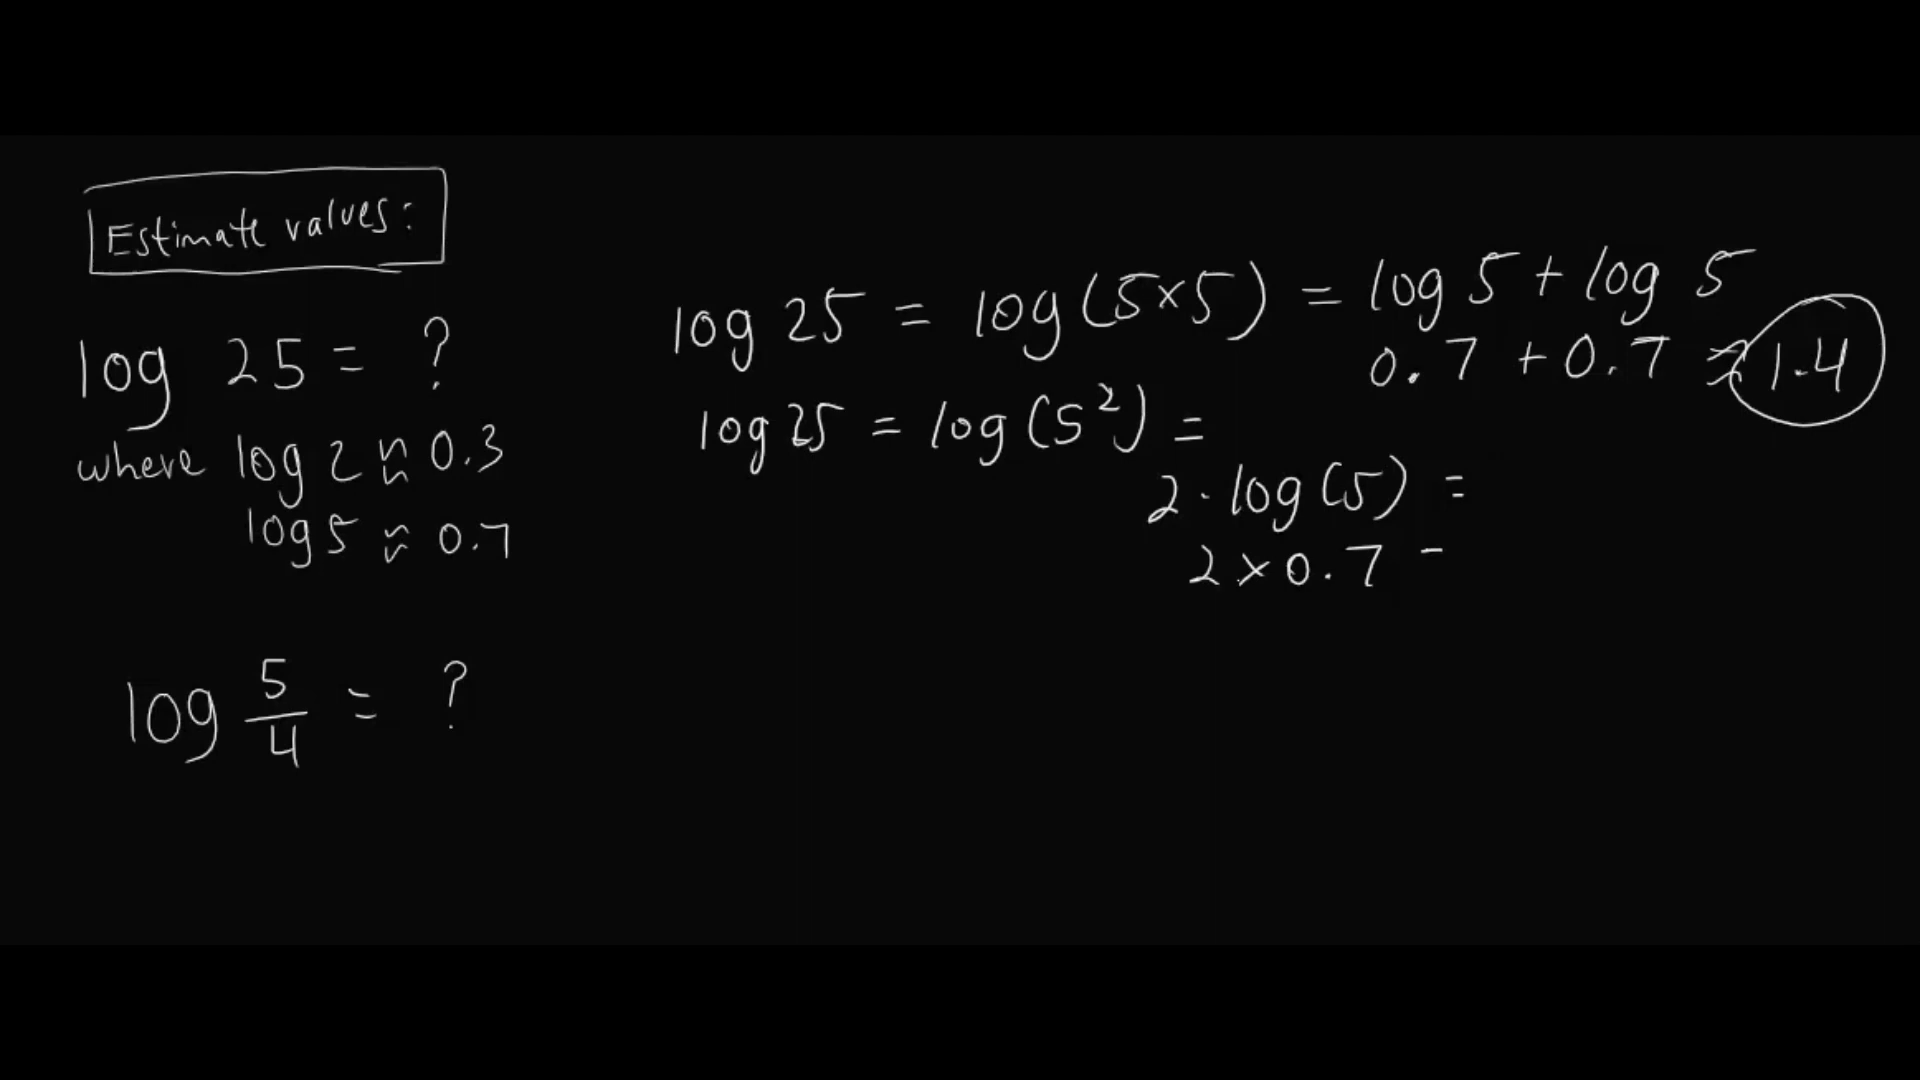 Estimate values:
log 25 = ?
where log 2 ≈ 0.3
log 5 ≈ 0.7
log 5/4 = ?
log 25 = log (5×5) = log 5 + log 5
0.7 + 0.7 ≈ 1.4
log 25 = log (5²) =
2 · log (5) =
2 × 0.7 -